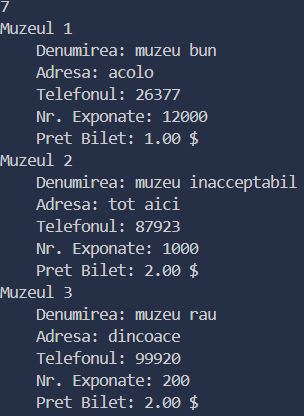 7
Muzeul 1
Denumirea: muzeu bun
Adresa: acolo
Telefonul: 26377
Nr. Exponate: 12000
Pret Bilet: 1.00 $
Muzeul 2
Denumirea: muzeu inacceptabil
Adresa: tot aici
Telefonul: 87923
Nr. Exponate: 1000
Pret Bilet: 2.00 $
Muzeul 3
Denumirea: muzeu rau
Adresa: dincoace
Telefonul: 99920
Nr. Exponate: 200
Pret Bilet: 2.00 $